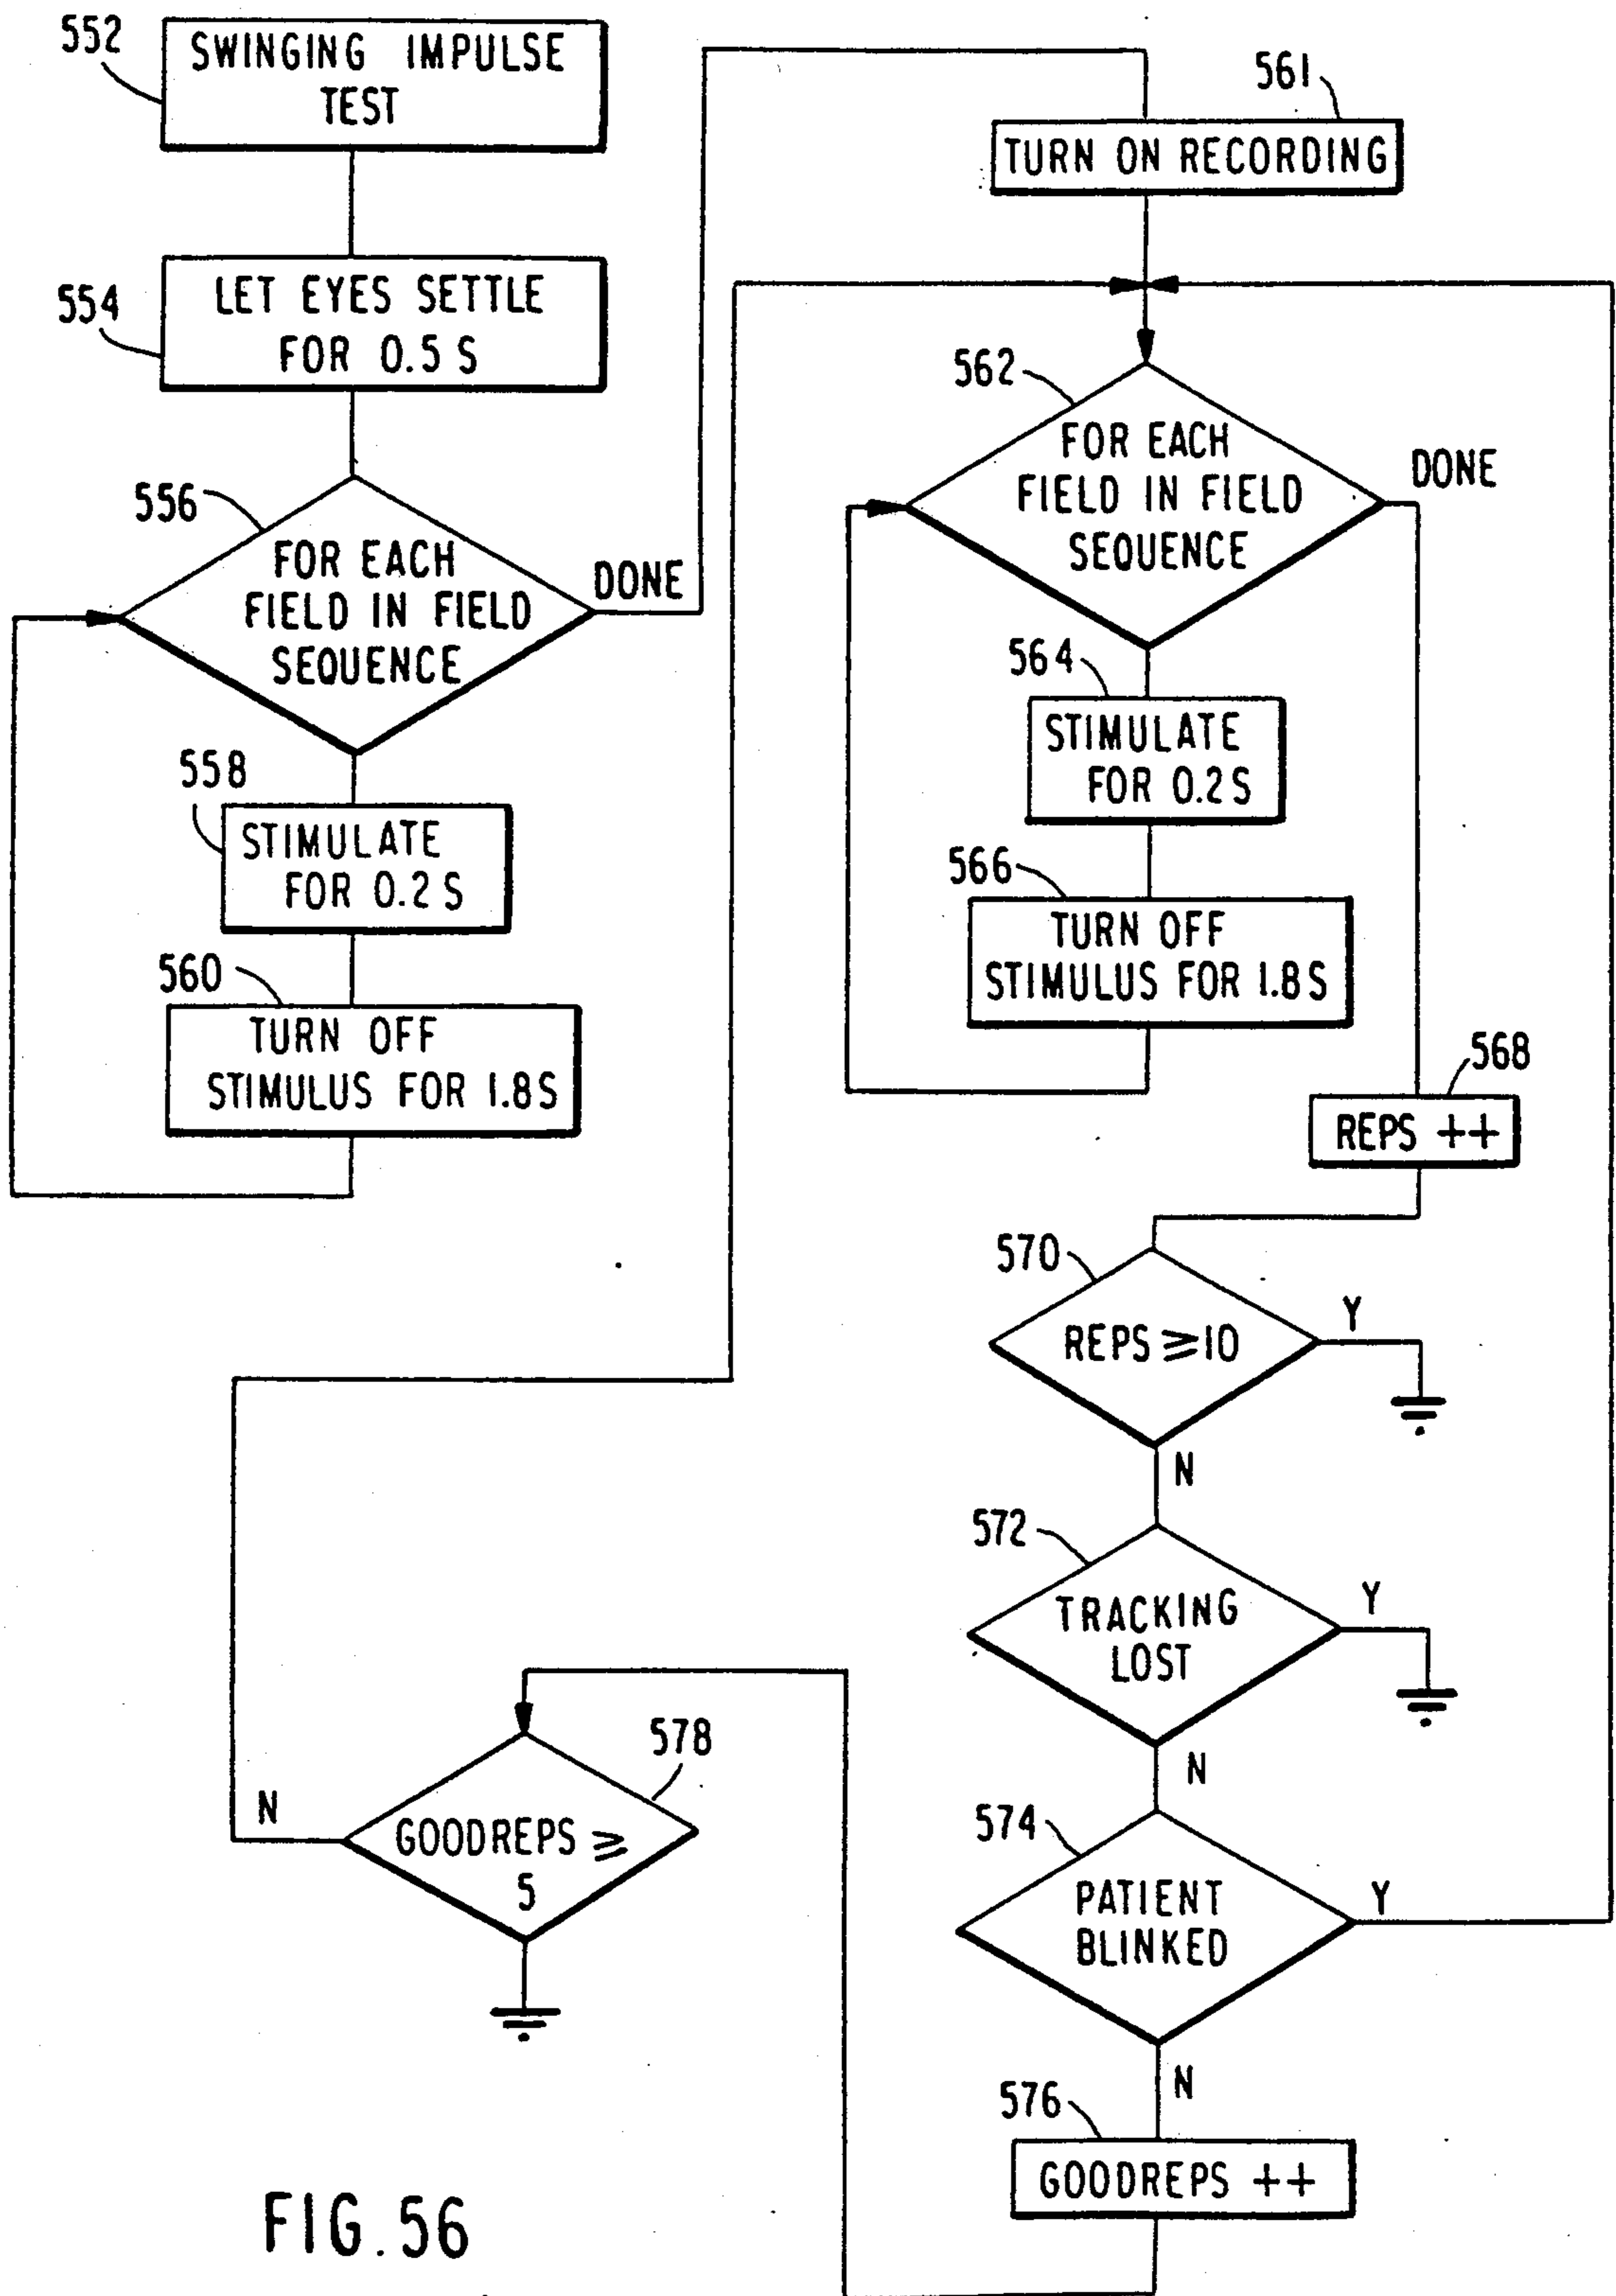 552
SWINGING IMPULSE
TEST
554
LET EYES SETTLE
FOR 0.5 S
556
FOR EACH
FIELD IN FIELD
SEQUENCE
DONE
558
STIMULATE
FOR 0.2 S
560
TURN OFF
STIMULUS FOR 1.8 S
561
TURN ON RECORDING
562
FOR EACH
FIELD IN FIELD
SEQUENCE
DONE
564
STIMULATE
FOR 0.2 S
566
TURN OFF
STIMULUS FOR 1.8 S
568
REPS ++
570
REPS ≥ 10
Y
N
572
TRACKING
LOST
Y
N
574
PATIENT
BLINKED
Y
N
576
GOODREPS ++
578
GOODREPS ≥
5
N
FIG. 56